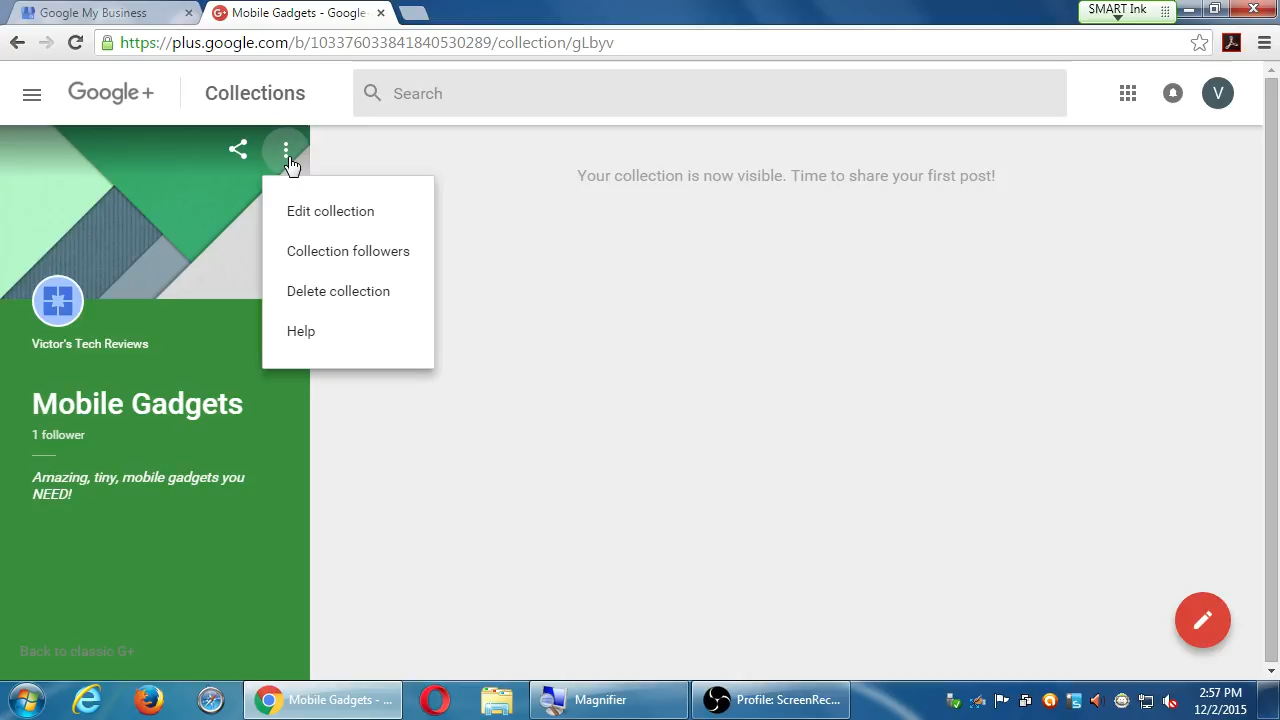 Google My Business
Mobile Gadgets - Google
SMART Ink
https://plus.google.com/b/103376033841840530289/collection/gLbyv
Google+
Collections
Search
V
Your collection is now visible. Time to share your first post!
Edit collection
Collection followers
Delete collection
Help
Victor's Tech Reviews
Mobile Gadgets
1 follower
Amazing, tiny, mobile gadgets you
NEED!
Back to classic G+
Mobile Gadgets - ...
Magnifier
Profile: ScreenRec...
2:57 PM
12/2/2015